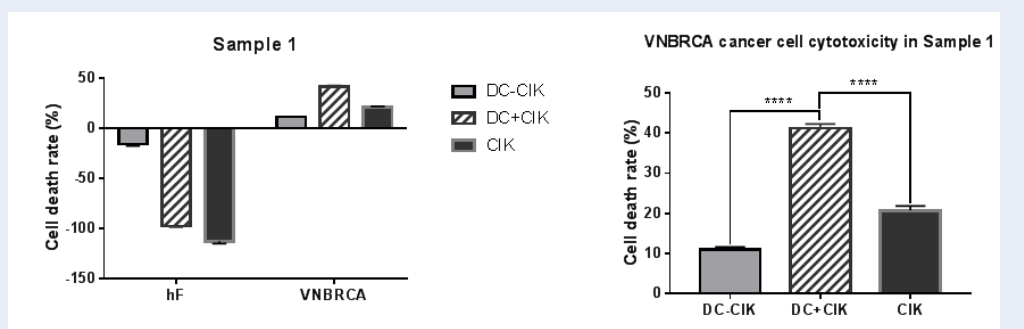 Sample 1
Cell death rate (%)
50
0
-50
-100
-150
hF
VNBRCA
DC-CIK
DC+CIK
CIK
VNBRCA cancer cell cytotoxicity in Sample 1
Cell death rate (%)
50
40
30
20
10
0
****
****
DC-CIK
DC+CIK
CIK